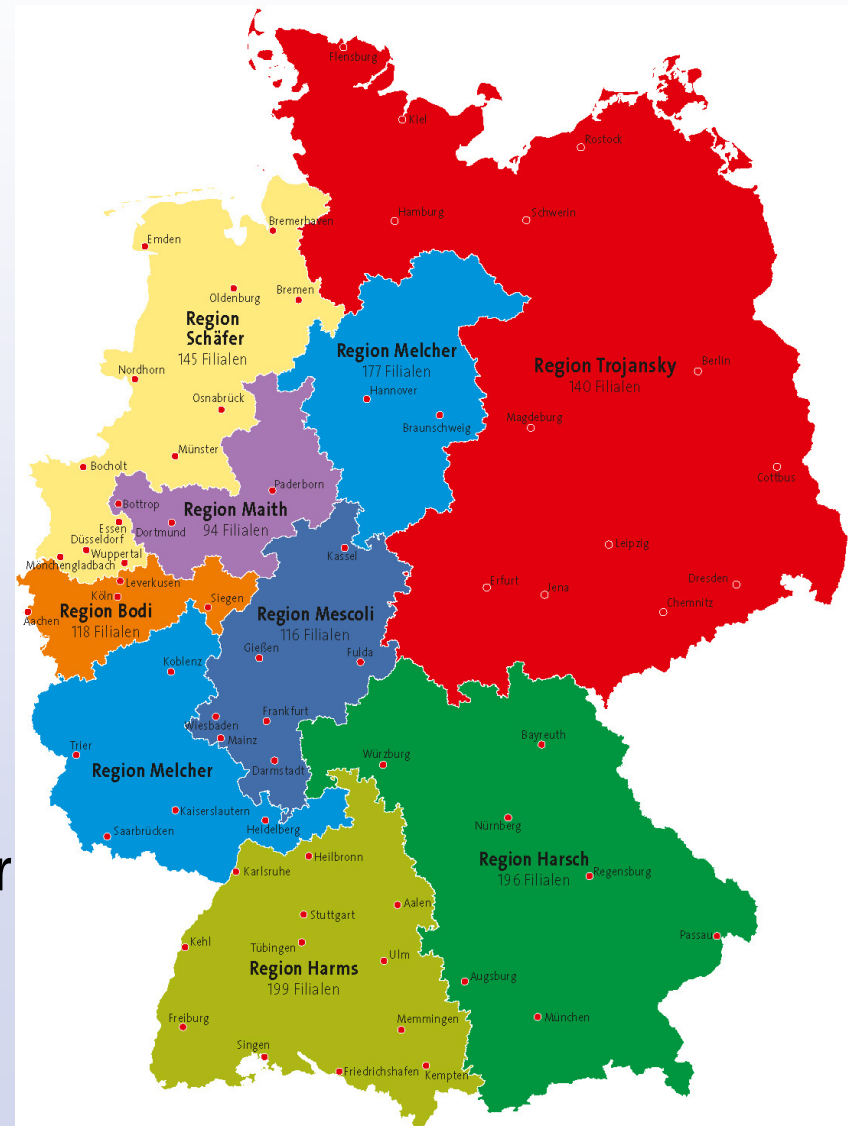 Flensburg
Kiel
Rostock
Hamburg
Schwerin
Bremerhaven
Emden
Oldenburg
Bremen
Region
Schäfer
145 Filialen
Region Melcher
177 Filialen
Hannover
Braunschweig
Region Trojansky
140 Filialen
Berlin
Magdeburg
Cottbus
Nordhorn
Osnabrück
Münster
Bocholt
Paderborn
Bottrop
Region Maith
94 Filialen
Essen
Dortmund
Düsseldorf
Wuppertal
Mönchengladbach
Kassel
Leipzig
Erfurt
Jena
Dresden
Chemnitz
Leverkusen
Köln
Siegen
Region Bodi
118 Filialen
Aachen
Region Mescoli
116 Filialen
Gießen
Fulda
Koblenz
Frankfurt
Wiesbaden
Mainz
Darmstadt
Trier
Region Melcher
Kaiserslautern
Saarbrücken
Heidelberg
Würzburg
Bayreuth
Nürnberg
Region Harsch
196 Filialen
Regensburg
Passau
r
Heilbronn
Karlsruhe
Stuttgart
Aalen
Kehl
Tübingen
Ulm
Region Harms
199 Filialen
Augsburg
München
Freiburg
Memmingen
Singen
Friedrichshafen
Kempten